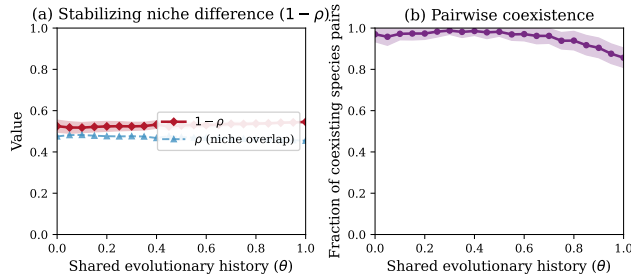 (a) Stabilizing niche difference (1 − ρ)
(b) Pairwise coexistence
Value
1.0
0.8
0.6
0.4
0.2
0.0
1 − ρ
ρ (niche overlap)
0.0 0.2 0.4 0.6 0.8 1.0
Shared evolutionary history (θ)
Fraction of coexisting species pairs
1.0
0.8
0.6
0.4
0.2
0.0
0.0 0.2 0.4 0.6 0.8 1.0
Shared evolutionary history (θ)